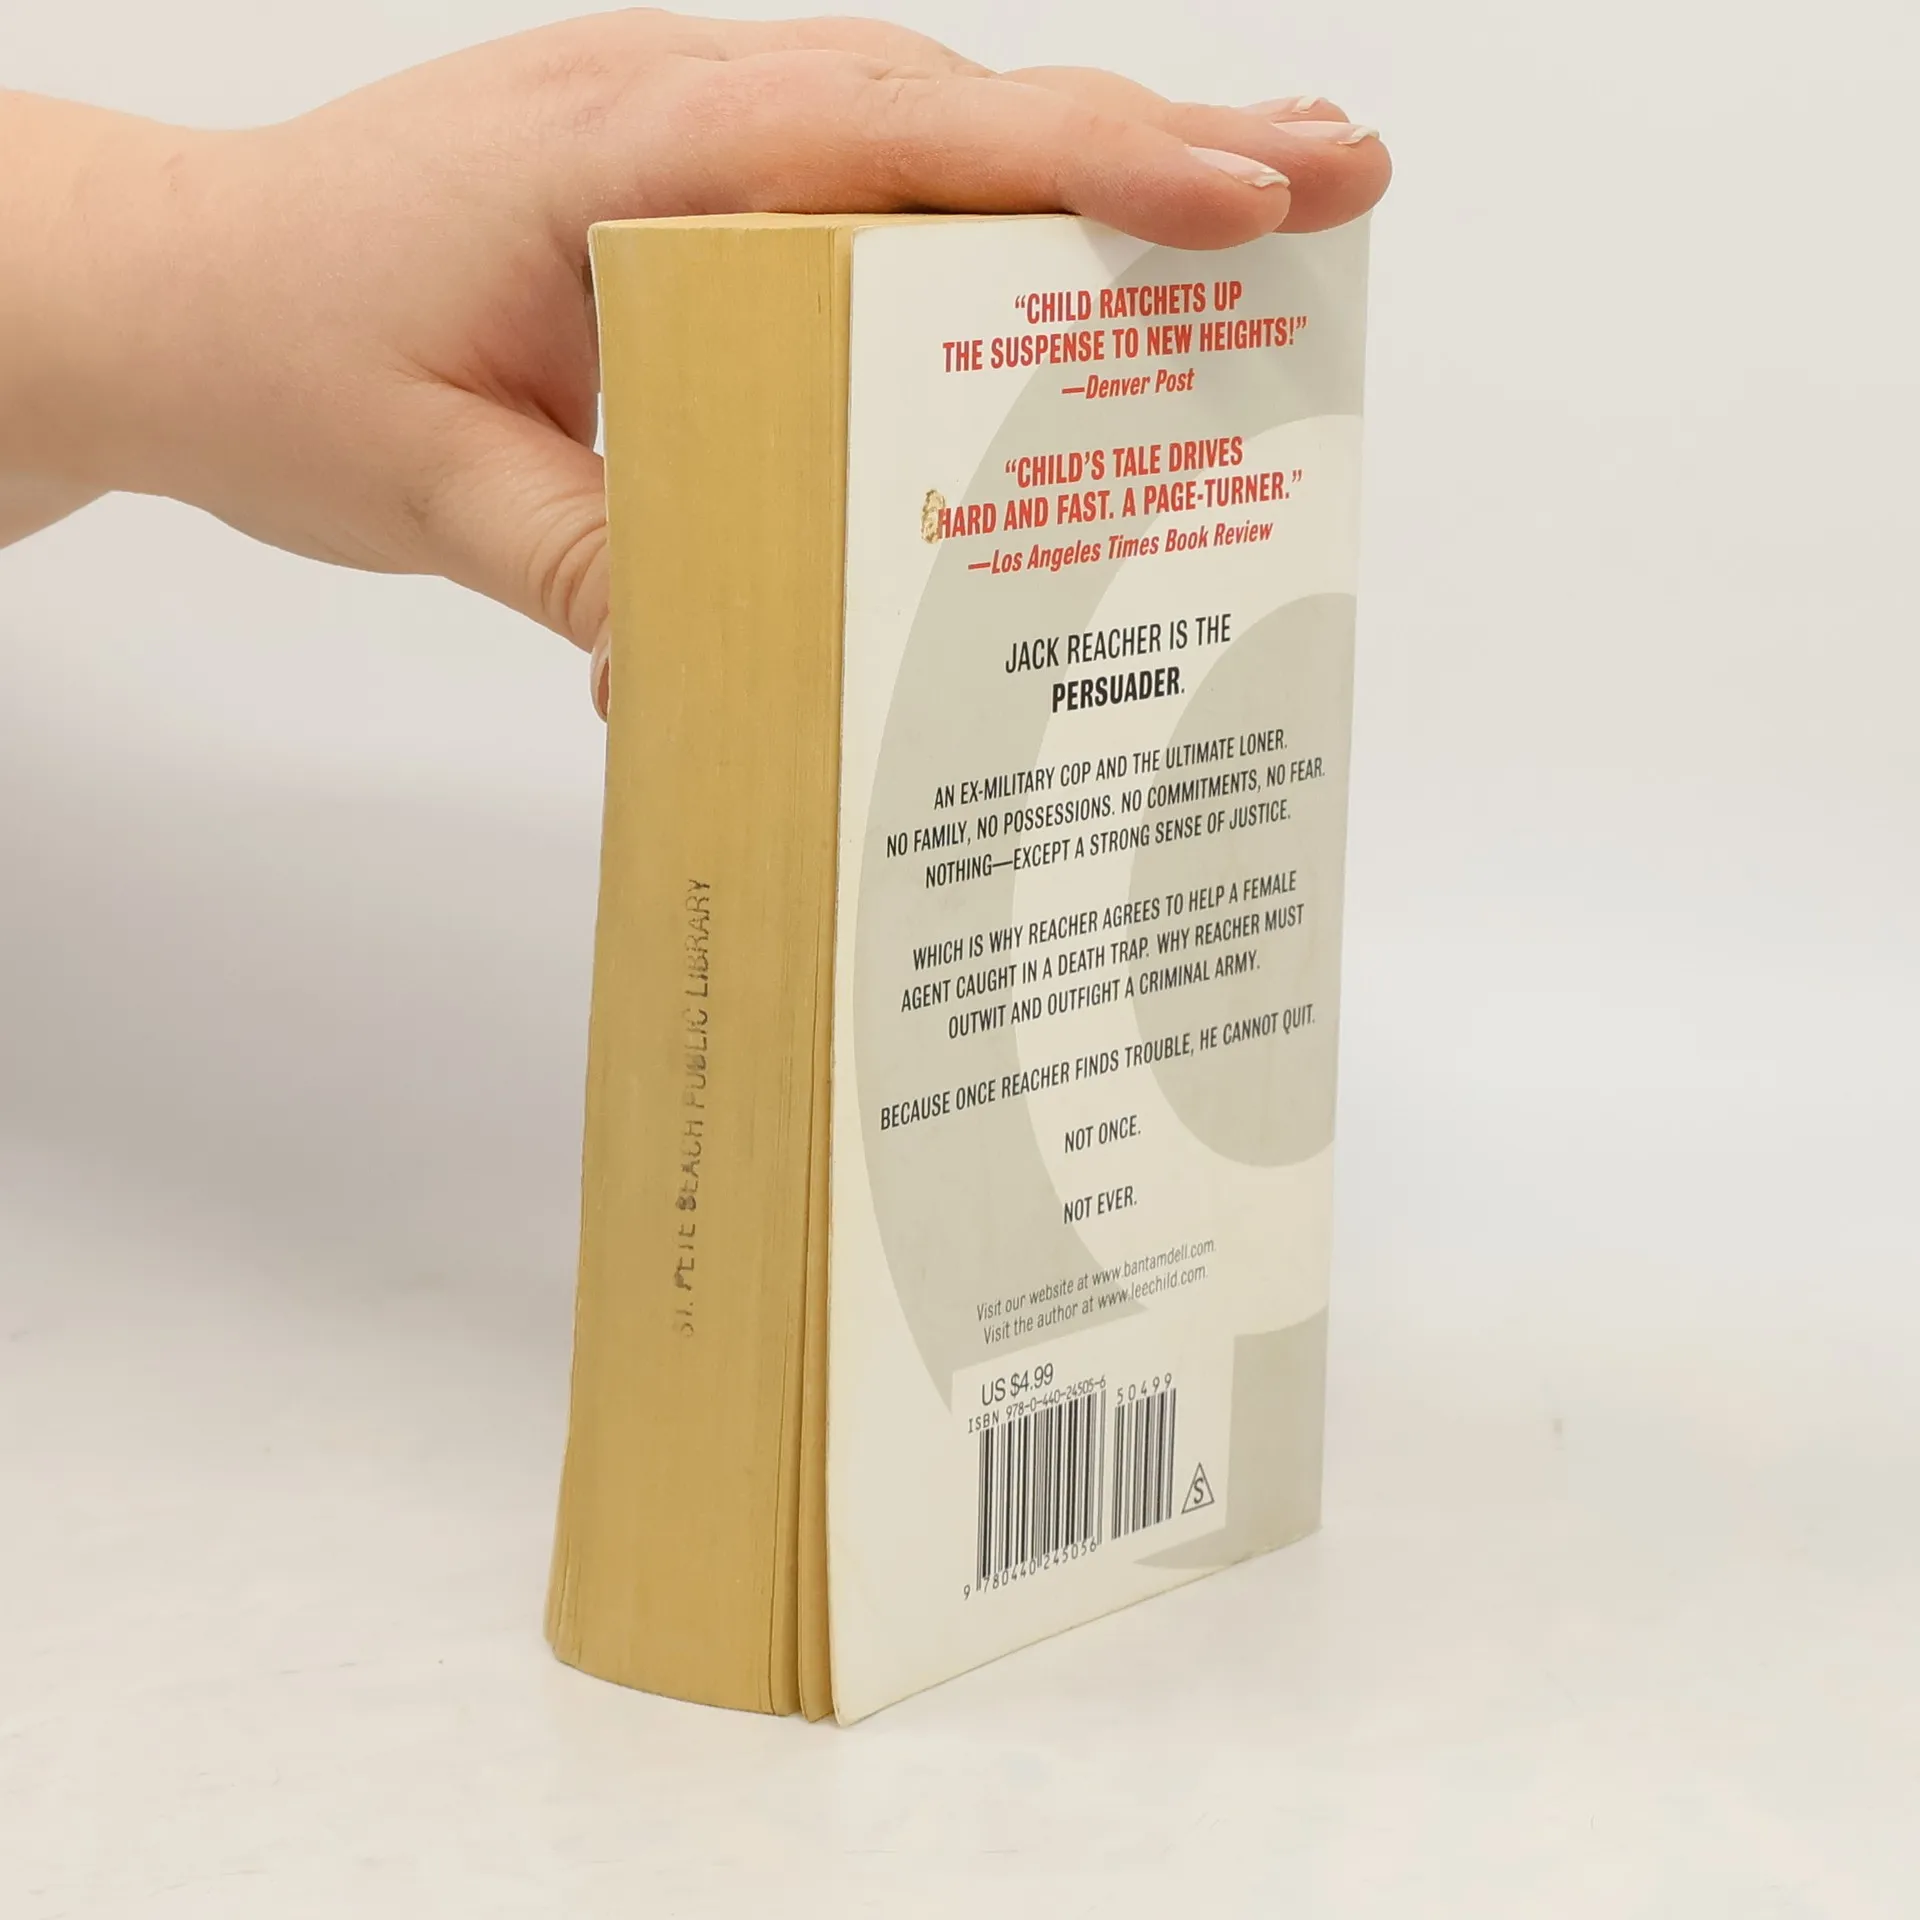 “CHILD RATCHETS UP
THE SUSPENSE TO NEW HEIGHTS!”
—Denver Post
“CHILD’S TALE DRIVES
HARD AND FAST. A PAGE-TURNER.”
—Los Angeles Times Book Review
JACK REACHER IS THE
PERSUADER.
AN EX-MILITARY COP AND THE ULTIMATE LONER.
NO FAMILY, NO POSSESSIONS. NO COMMITMENTS, NO FEAR.
NOTHING—EXCEPT A STRONG SENSE OF JUSTICE.
WHICH IS WHY REACHER AGREES TO HELP A FEMALE
AGENT CAUGHT IN A DEATH TRAP. WHY REACHER MUST
OUTWIT AND OUTFIGHT A CRIMINAL ARMY.
BECAUSE ONCE REACHER FINDS TROUBLE, HE CANNOT QUIT.
NOT ONCE.
NOT EVER.
Visit our website at www.bantamdell.com.
Visit the author at www.leechild.com.
US $4.99
ISBN 978-0-440-24505-6
50499
9 780440 245056
S
ST. PETE BEACH PUBLIC LIBRARY